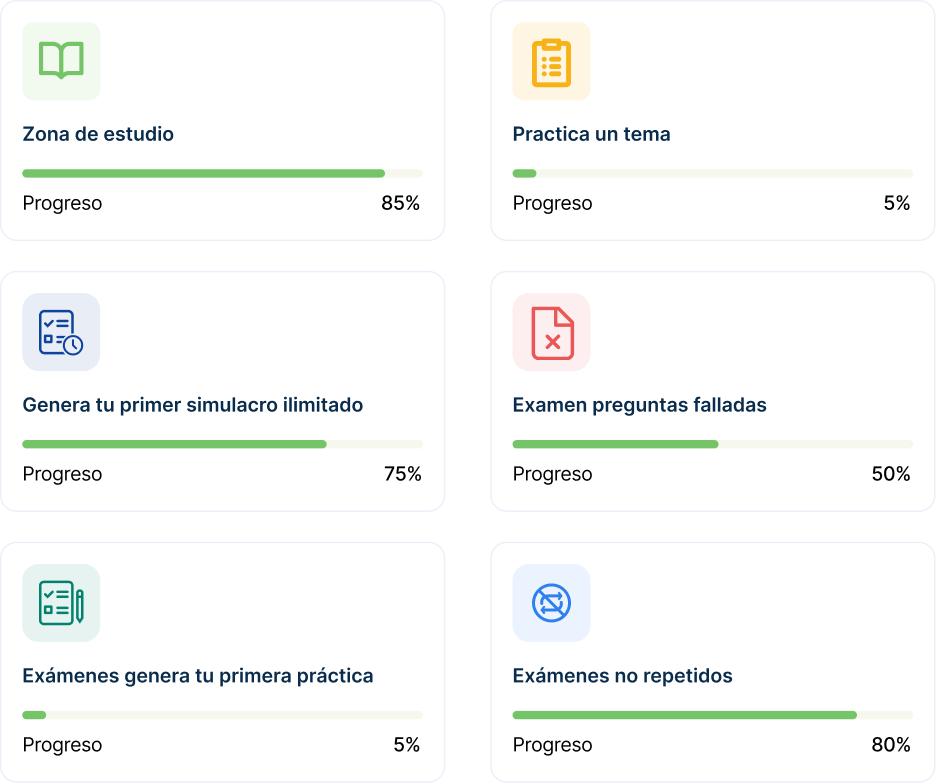 Zona de estudio
Progreso 85%
Practica un tema
Progreso 5%
Genera tu primer simulacro ilimitado
Progreso 75%
Examen preguntas falladas
Progreso 50%
Exámenes genera tu primera práctica
Progreso 5%
Exámenes no repetidos
Progreso 80%